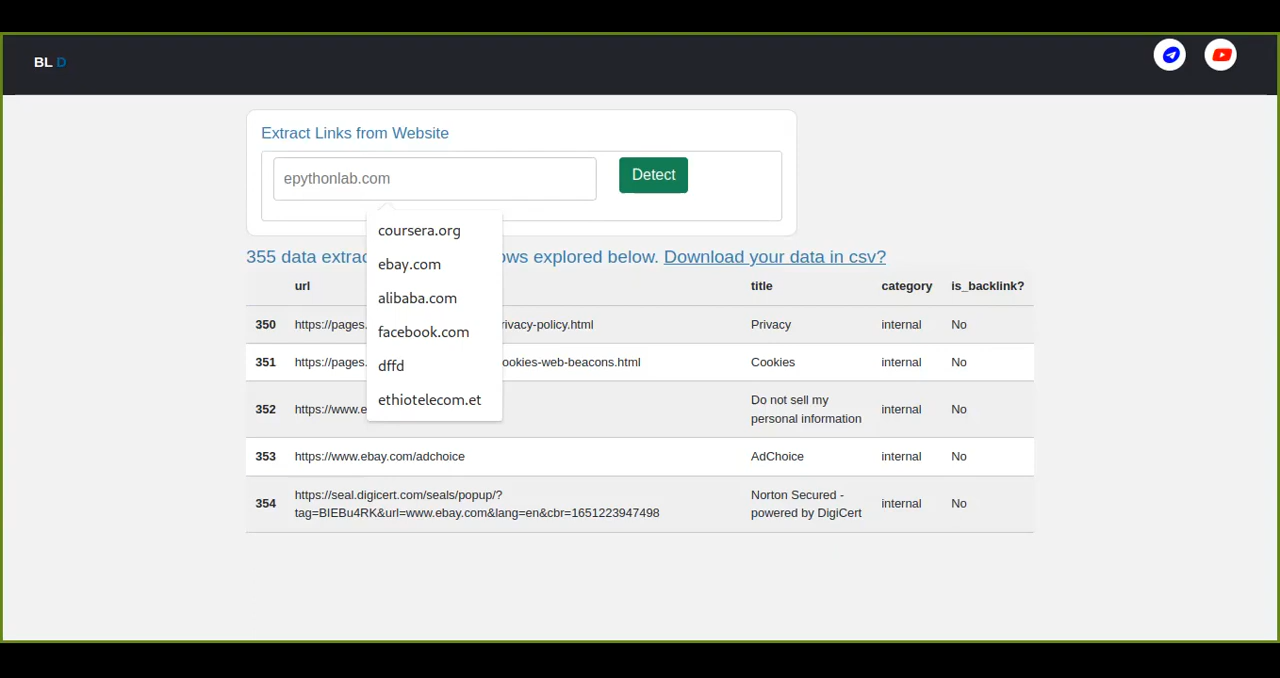 BL D
Extract Links from Website
epythonlab.com
Detect
coursera.org
ebay.com
alibaba.com
facebook.com
dffd
ethiotelecom.et
355 data extrac ows explored below. Download your data in csv?
url title category is_backlink?
350 https://pages. rivacy-policy.html Privacy internal No
351 https://pages. ookies-web-beacons.html Cookies internal No
352 https://www.e Do not sell my personal information internal No
353 https://www.ebay.com/adchoice AdChoice internal No
354 https://seal.digicert.com/seals/popup/?
tag=BIEBu4RK&url=www.ebay.com&lang=en&cbr=1651223947498 Norton Secured - powered by DigiCert internal No